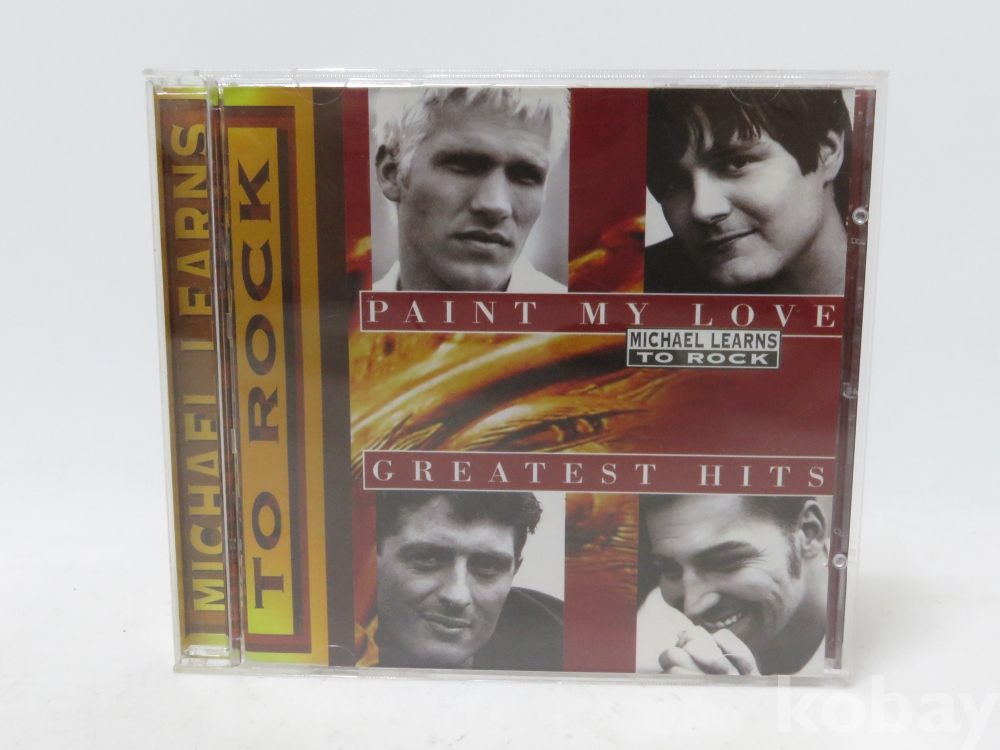 MICHAEL LEARNS
TO ROCK
PAINT MY LOVE
MICHAEL LEARNS
TO ROCK
GREATEST HITS
kobay